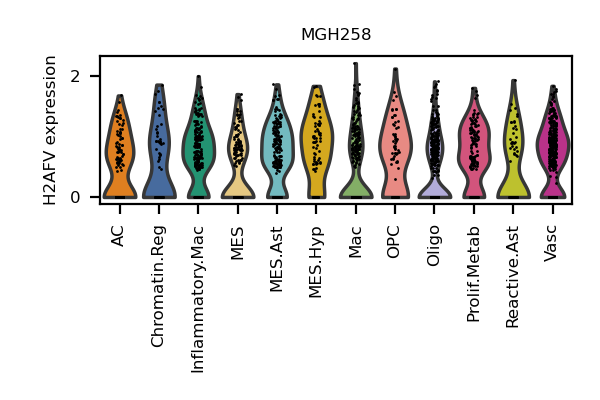 MGH258
H2AFV expression
2
0
AC
Chromatin.Reg
Inflammatory.Mac
MES
MES.Ast
MES.Hyp
Mac
OPC
Oligo
Prolif.Metab
Reactive.Ast
Vasc